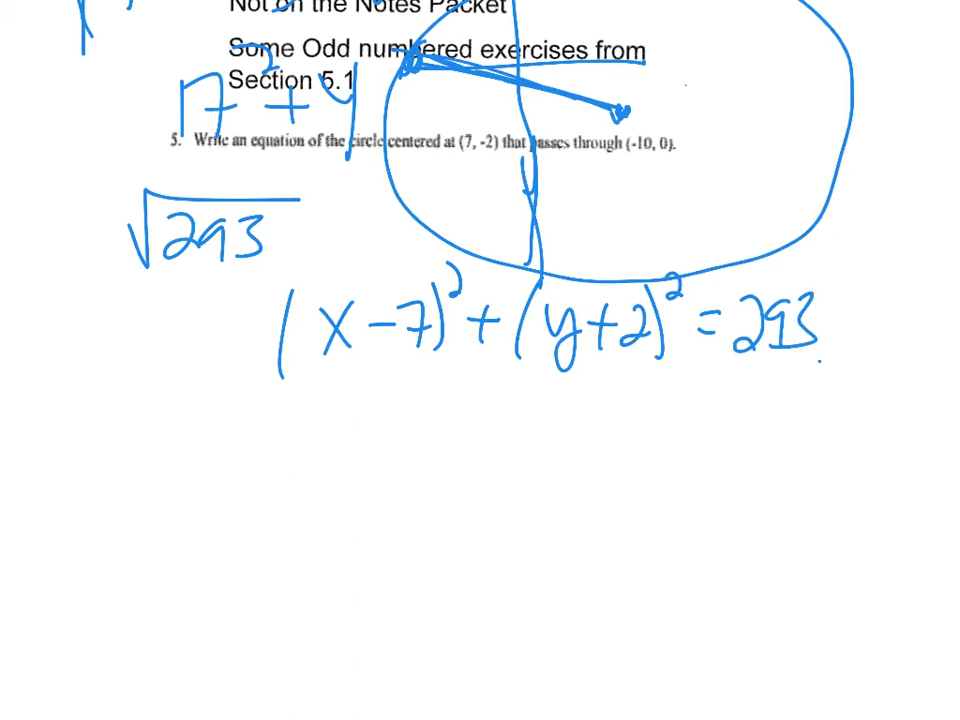 Not on the Notes Packet
Some Odd numbered exercises from
Section 5.1
17² + 4
5. Write an equation of the circle centered at (7, -2) that passes through (-10, 0).
√293
(x - 7)² + (y + 2)² = 293